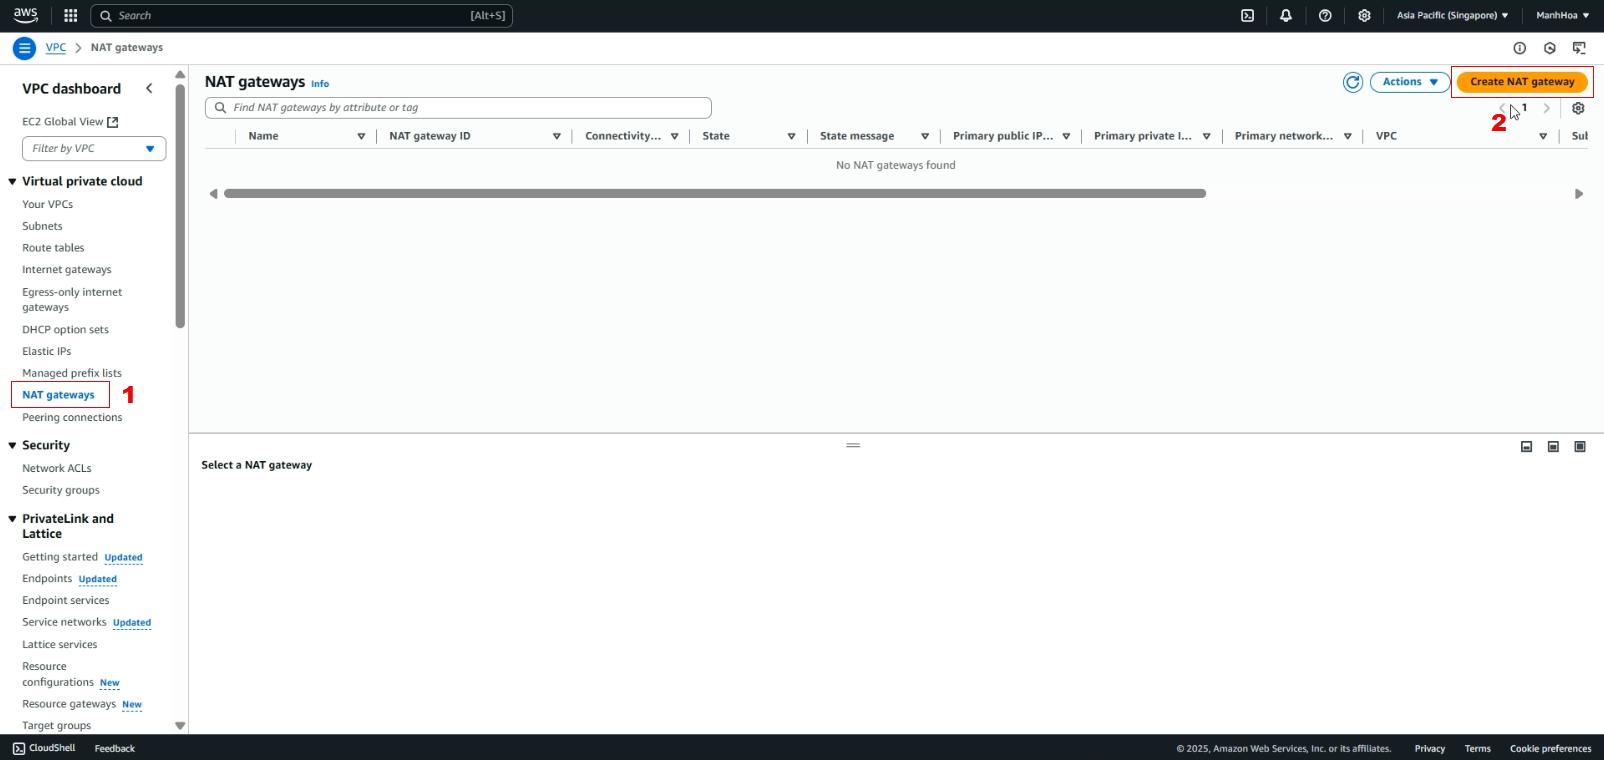 aws
Search
[Alt+S]
Asia Pacific (Singapore)
ManhHoa
VPC
NAT gateways
VPC dashboard
EC2 Global View
Filter by VPC
Virtual private cloud
Your VPCs
Subnets
Route tables
Internet gateways
Egress-only internet
gateways
DHCP option sets
Elastic IPs
Managed prefix lists
NAT gateways
1
Peering connections
Security
Network ACLs
Security groups
PrivateLink and
Lattice
Getting started Updated
Endpoints Updated
Endpoint services
Service networks Updated
Lattice services
Resource
configurations New
Resource gateways New
Target groups
NAT gateways Info
Actions
Create NAT gateway
Find NAT gateways by attribute or tag
1
2
Name NAT gateway ID Connectivity... State State message Primary public IP... Primary private I... Primary network... VPC Sul
No NAT gateways found
Select a NAT gateway
CloudShell Feedback
© 2025, Amazon Web Services, Inc. or its affiliates. Privacy Terms Cookie preferences